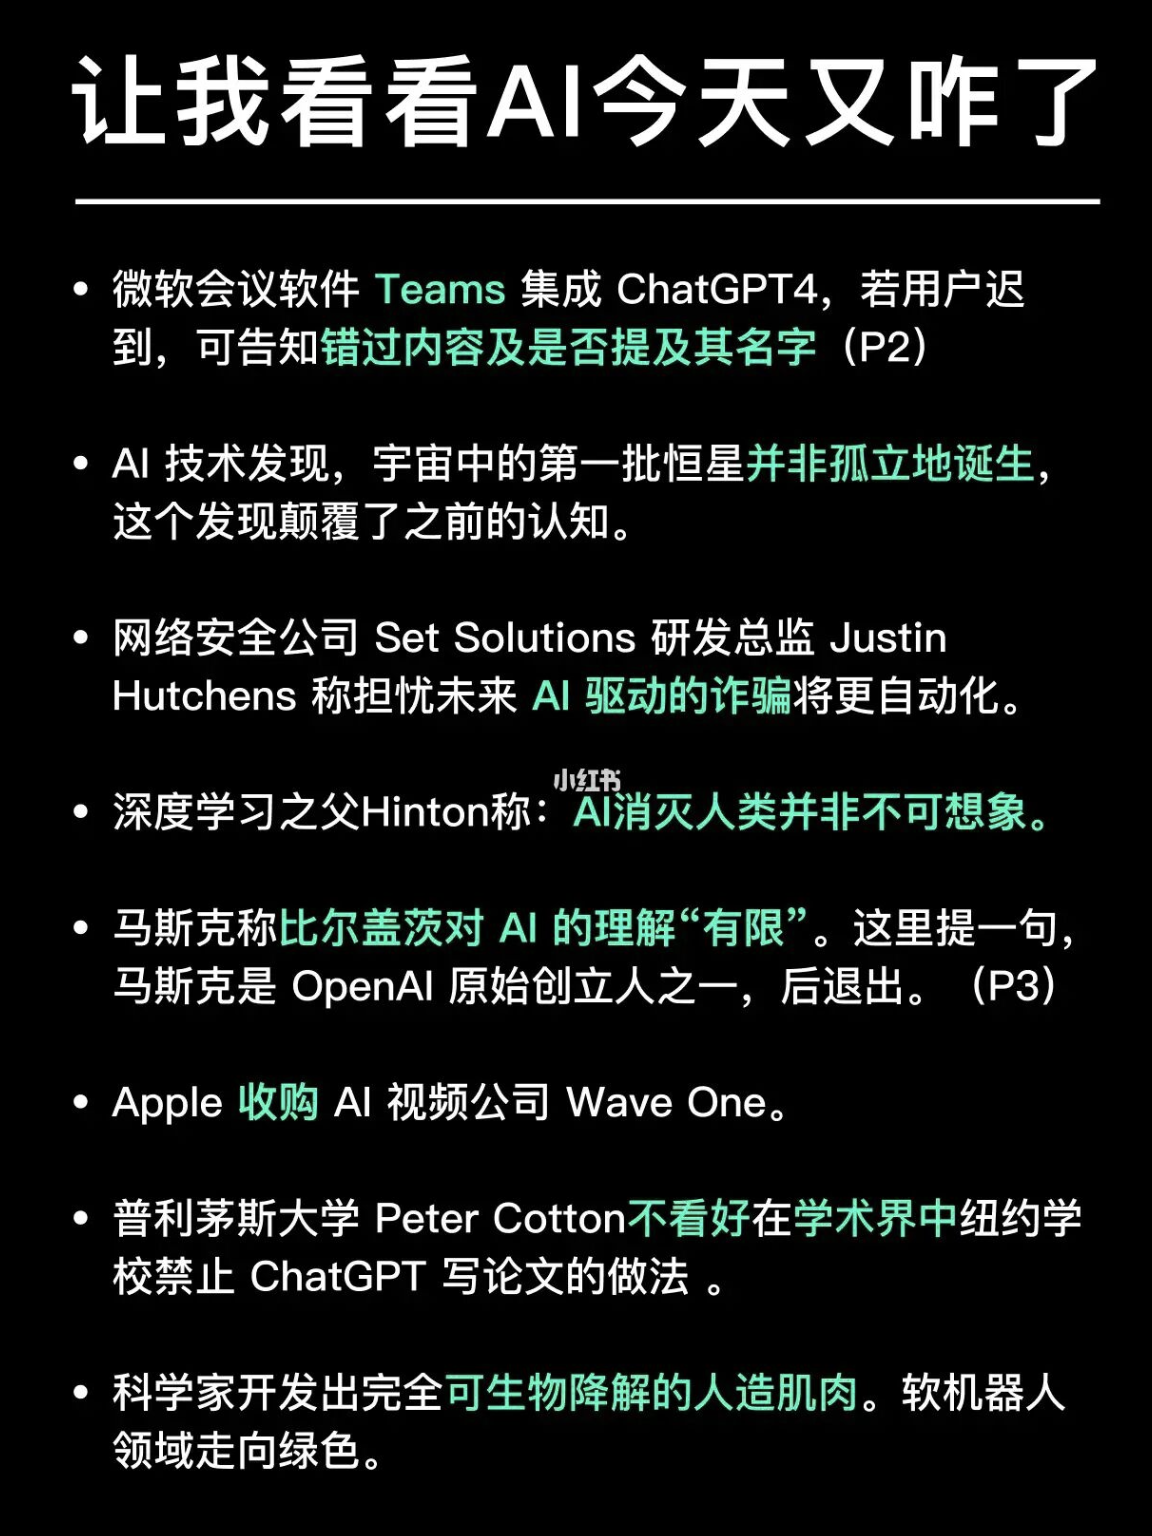 让我看看AI今天又咋了
• 微软会议软件 Teams 集成 ChatGPT4，若用户迟
到，可告知错过内容及是否提及其名字（P2）
• AI 技术发现，宇宙中的第一批恒星并非孤立地诞生，
这个发现颠覆了之前的认知。
• 网络安全公司 Set Solutions 研发总监 Justin
Hutchens 称担忧未来 AI 驱动的诈骗将更自动化。
小红书
• 深度学习之父Hinton称：AI消灭人类并非不可想象。
• 马斯克称比尔盖茨对 AI 的理解“有限”。这里提一句，
马斯克是 OpenAI 原始创立人之一，后退出。（P3）
• Apple 收购 AI 视频公司 Wave One。
• 普利茅斯大学 Peter Cotton不看好在学术界中纽约学
校禁止 ChatGPT 写论文的做法 。
• 科学家开发出完全可生物降解的人造肌肉。软机器人
领域走向绿色。